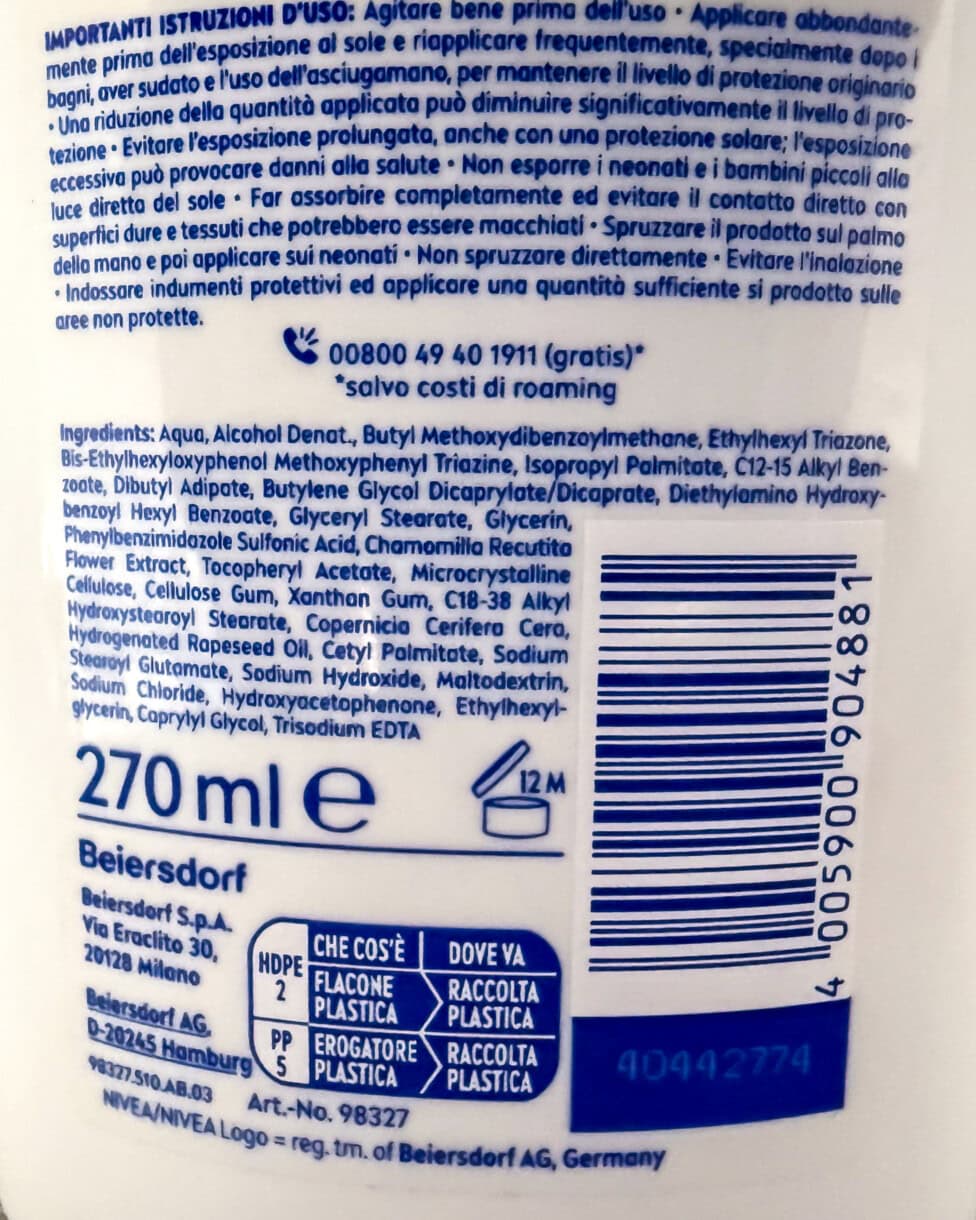 IMPORTANTI ISTRUZIONI D'USO: Agitare bene prima dell'uso • Applicare abbondante-
mente prima dell'esposizione al sole e riapplicare frequentemente, specialmente dopo i
bagni, aver sudato e l'uso dell'asciugamano, per mantenere il livello di protezione originario
• Una riduzione della quantità applicata può diminuire significativamente il livello di pro-
tezione • Evitare l'esposizione prolungata, anche con una protezione solare; l'esposizione
eccessiva può provocare danni alla salute • Non esporre i neonati e i bambini piccoli alla
luce diretta del sole • Far assorbire completamente ed evitare il contatto diretto con
superfici dure e tessuti che potrebbero essere macchiati • Spruzzare il prodotto sul palmo
della mano e poi applicare sui neonati • Non spruzzare direttamente • Evitare l'inalazione
• Indossare indumenti protettivi ed applicare una quantità sufficiente si prodotto sulle
aree non protette.
00800 49 40 1911 (gratis)*
*salvo costi di roaming
Ingredients: Aqua, Alcohol Denat., Butyl Methoxydibenzoylmethane, Ethylhexyl Triazone,
Bis-Ethylhexyloxyphenol Methoxyphenyl Triazine, Isopropyl Palmitate, C12-15 Alkyl Ben-
zoate, Dibutyl Adipate, Butylene Glycol Dicaprylate/Dicaprate, Diethylamino Hydroxy-
benzoyl Hexyl Benzoate, Glyceryl Stearate, Glycerin,
Phenylbenzimidazole Sulfonic Acid, Chamomilla Recutita
Flower Extract, Tocopheryl Acetate, Microcrystalline
Cellulose, Cellulose Gum, Xanthan Gum, C18-38 Alkyl
Hydroxystearoyl Stearate, Copernicia Cerifera Cera,
Hydrogenated Rapeseed Oil, Cetyl Palmitate, Sodium
Stearoyl Glutamate, Sodium Hydroxide, Maltodextrin,
Sodium Chloride, Hydroxyacetophenone, Ethylhexyl-
glycerin, Caprylyl Glycol, Trisodium EDTA
270 ml e
12 M
4 005900 904881
40442774
Beiersdorf
Beiersdorf S.p.A.
Via Eraclito 30,
20128 Milano
Beiersdorf AG,
D-20245 Hamburg
98327.510.AB.03
CHE COS'È DOVE VA
HDPE 2 FLACONE PLASTICA RACCOLTA PLASTICA
PP 5 EROGATORE PLASTICA RACCOLTA PLASTICA
Art.-No. 98327
NIVEA/NIVEA Logo = reg. tm. of Beiersdorf AG, Germany